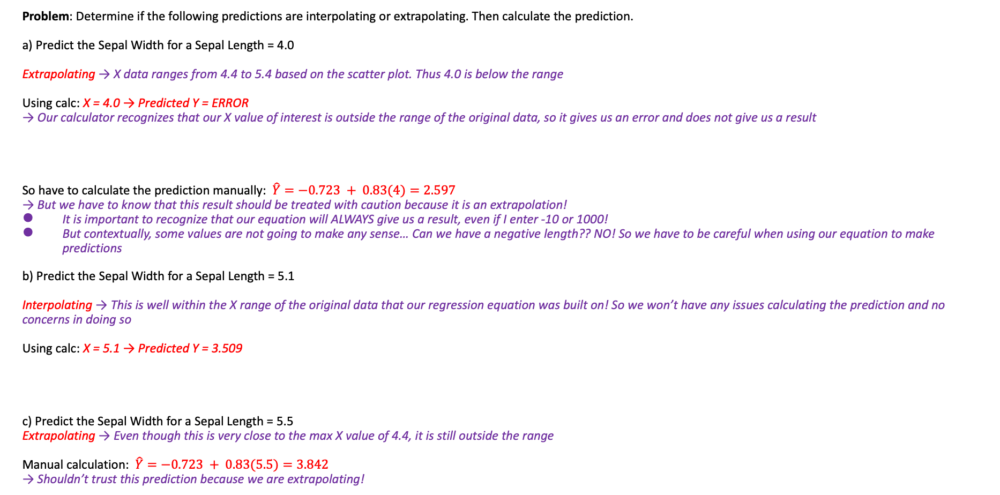 Problem: Determine if the following predictions are interpolating or extrapolating. Then calculate the prediction.
a) Predict the Sepal Width for a Sepal Length = 4.0
Extrapolating → X data ranges from 4.4 to 5.4 based on the scatter plot. Thus 4.0 is below the range
Using calc: X = 4.0 → Predicted Y = ERROR
→ Our calculator recognizes that our X value of interest is outside the range of the original data, so it gives us an error and does not give us a result
So have to calculate the prediction manually: Ŷ = −0.723 + 0.83(4) = 2.597
→ But we have to know that this result should be treated with caution because it is an extrapolation!
● It is important to recognize that our equation will ALWAYS give us a result, even if I enter -10 or 1000!
● But contextually, some values are not going to make any sense... Can we have a negative length?? NO! So we have to be careful when using our equation to make
predictions
b) Predict the Sepal Width for a Sepal Length = 5.1
Interpolating → This is well within the X range of the original data that our regression equation was built on! So we won't have any issues calculating the prediction and no
concerns in doing so
Using calc: X = 5.1 → Predicted Y = 3.509
c) Predict the Sepal Width for a Sepal Length = 5.5
Extrapolating → Even though this is very close to the max X value of 4.4, it is still outside the range
Manual calculation: Ŷ = −0.723 + 0.83(5.5) = 3.842
→ Shouldn't trust this prediction because we are extrapolating!